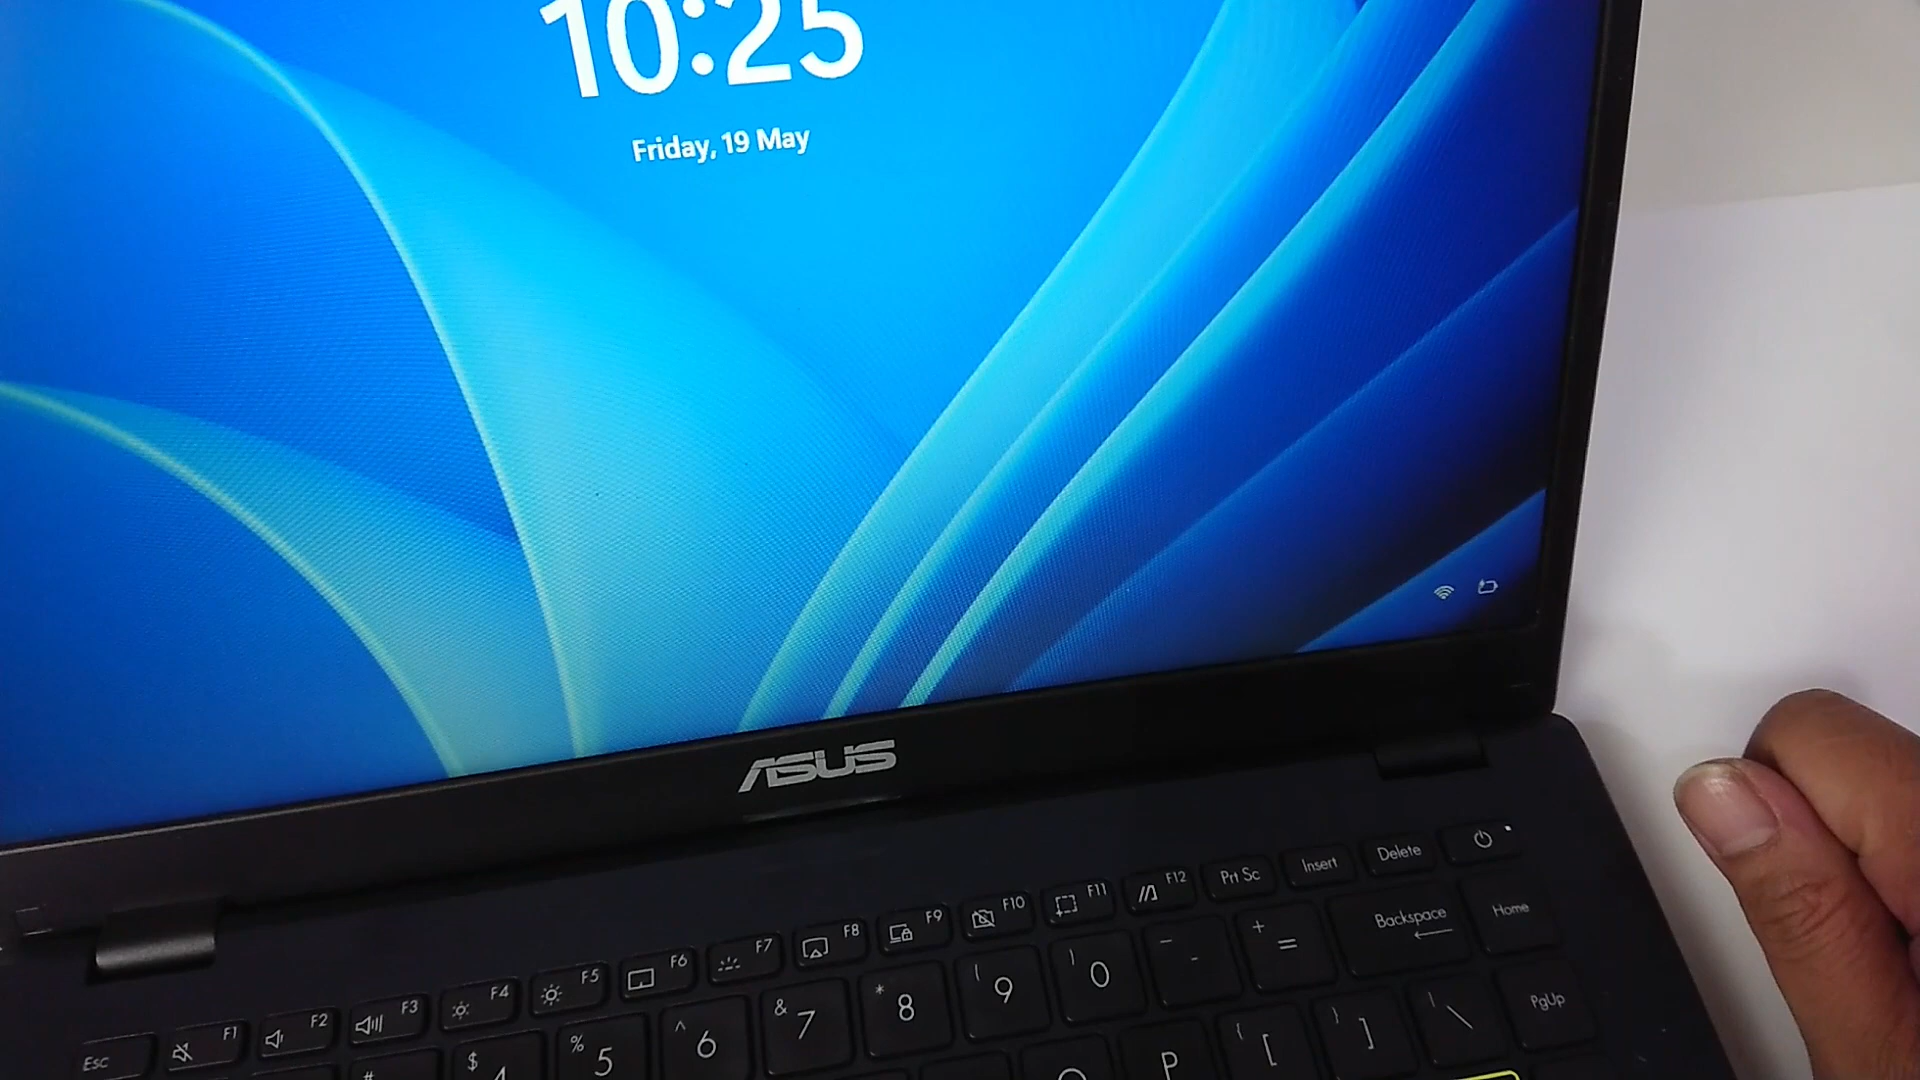 10:25
Friday, 19 May
ASUS
Esc
F1
F2
F3
F4
F5
F6
F7
F8
F9
F10
F11
F12
Prt Sc
Insert
Delete
#
$ 4
% 5
^ 6
& 7
* 8
( 9
) 0
_ -
+ =
Backspace
Home
P
{ [
} ]
| \
PgUp